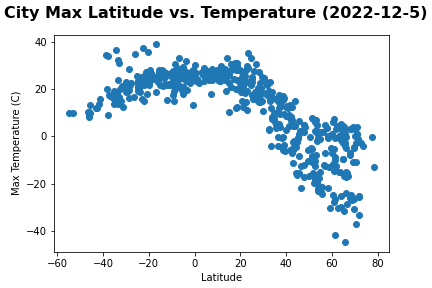 City Max Latitude vs. Temperature (2022-12-5)
40
20
0
−20
−40
Max Temperature (C)
−60 −40 −20 0 20 40 60 80
Latitude